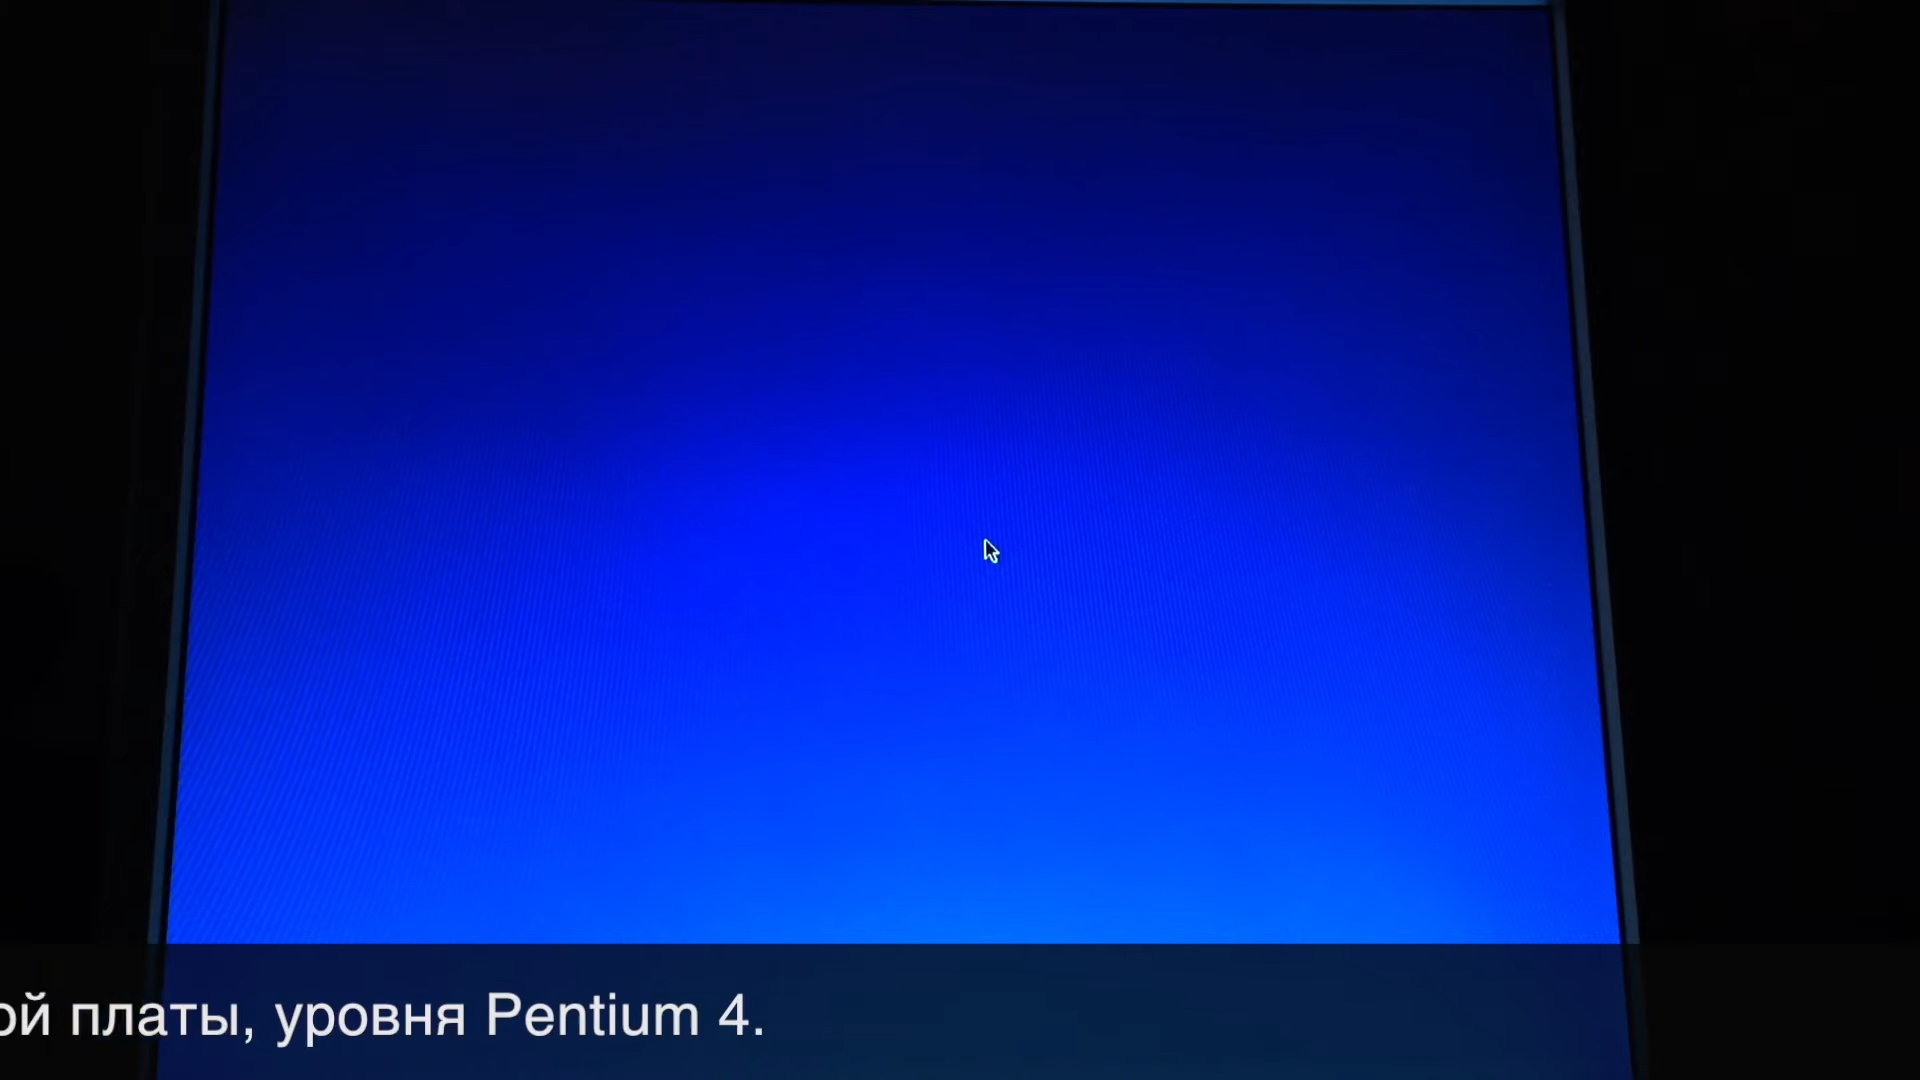 ой платы, уровня Pentium 4.